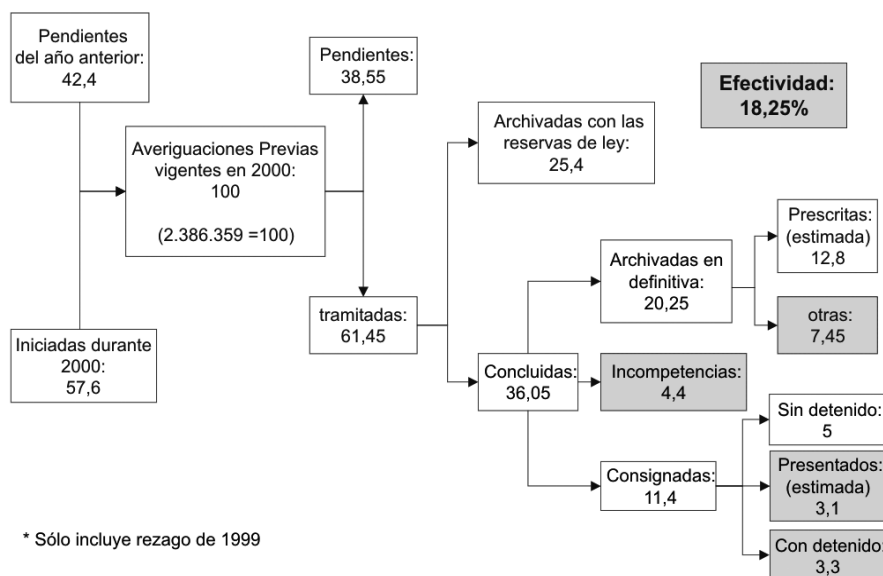 Pendientes
del año anterior:
42,4
Pendientes:
38,55
Efectividad:
18,25%
Averiguaciones Previas
vigentes en 2000:
100
(2.386.359 =100)
Archivadas con las
reservas de ley:
25,4
Iniciadas durante
2000:
57,6
tramitadas:
61,45
Archivadas en
definitiva:
20,25
Prescritas:
(estimada)
12,8
otras:
7,45
Concluidas:
36,05
Incompetencias:
4,4
Consignadas:
11,4
Sin detenido:
5
Presentados:
(estimada)
3,1
Con detenido:
3,3
* Sólo incluye rezago de 1999